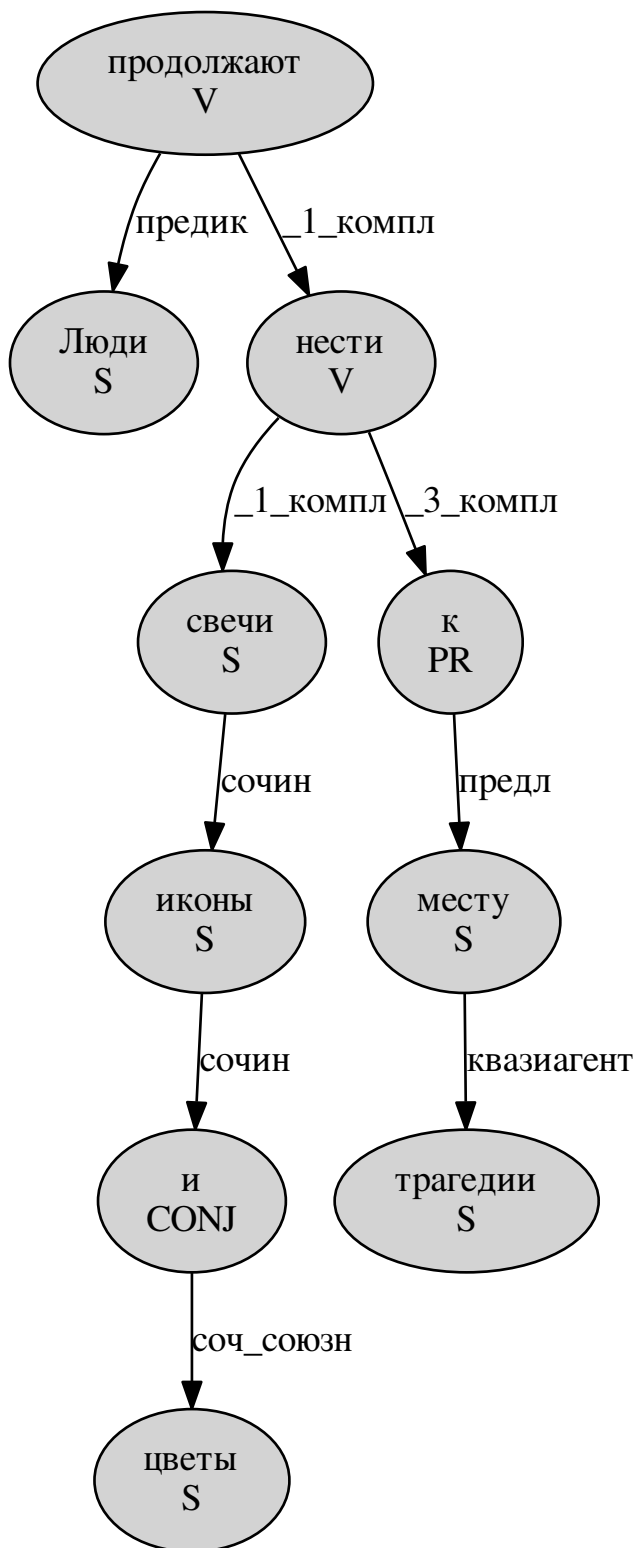 продолжают
V
предик
_1_компл
Люди
S
нести
V
_1_компл
_3_компл
свечи
S
к
PR
сочин
предл
иконы
S
месту
S
сочин
квазиагент
и
CONJ
трагедии
S
соч_союзн
цветы
S